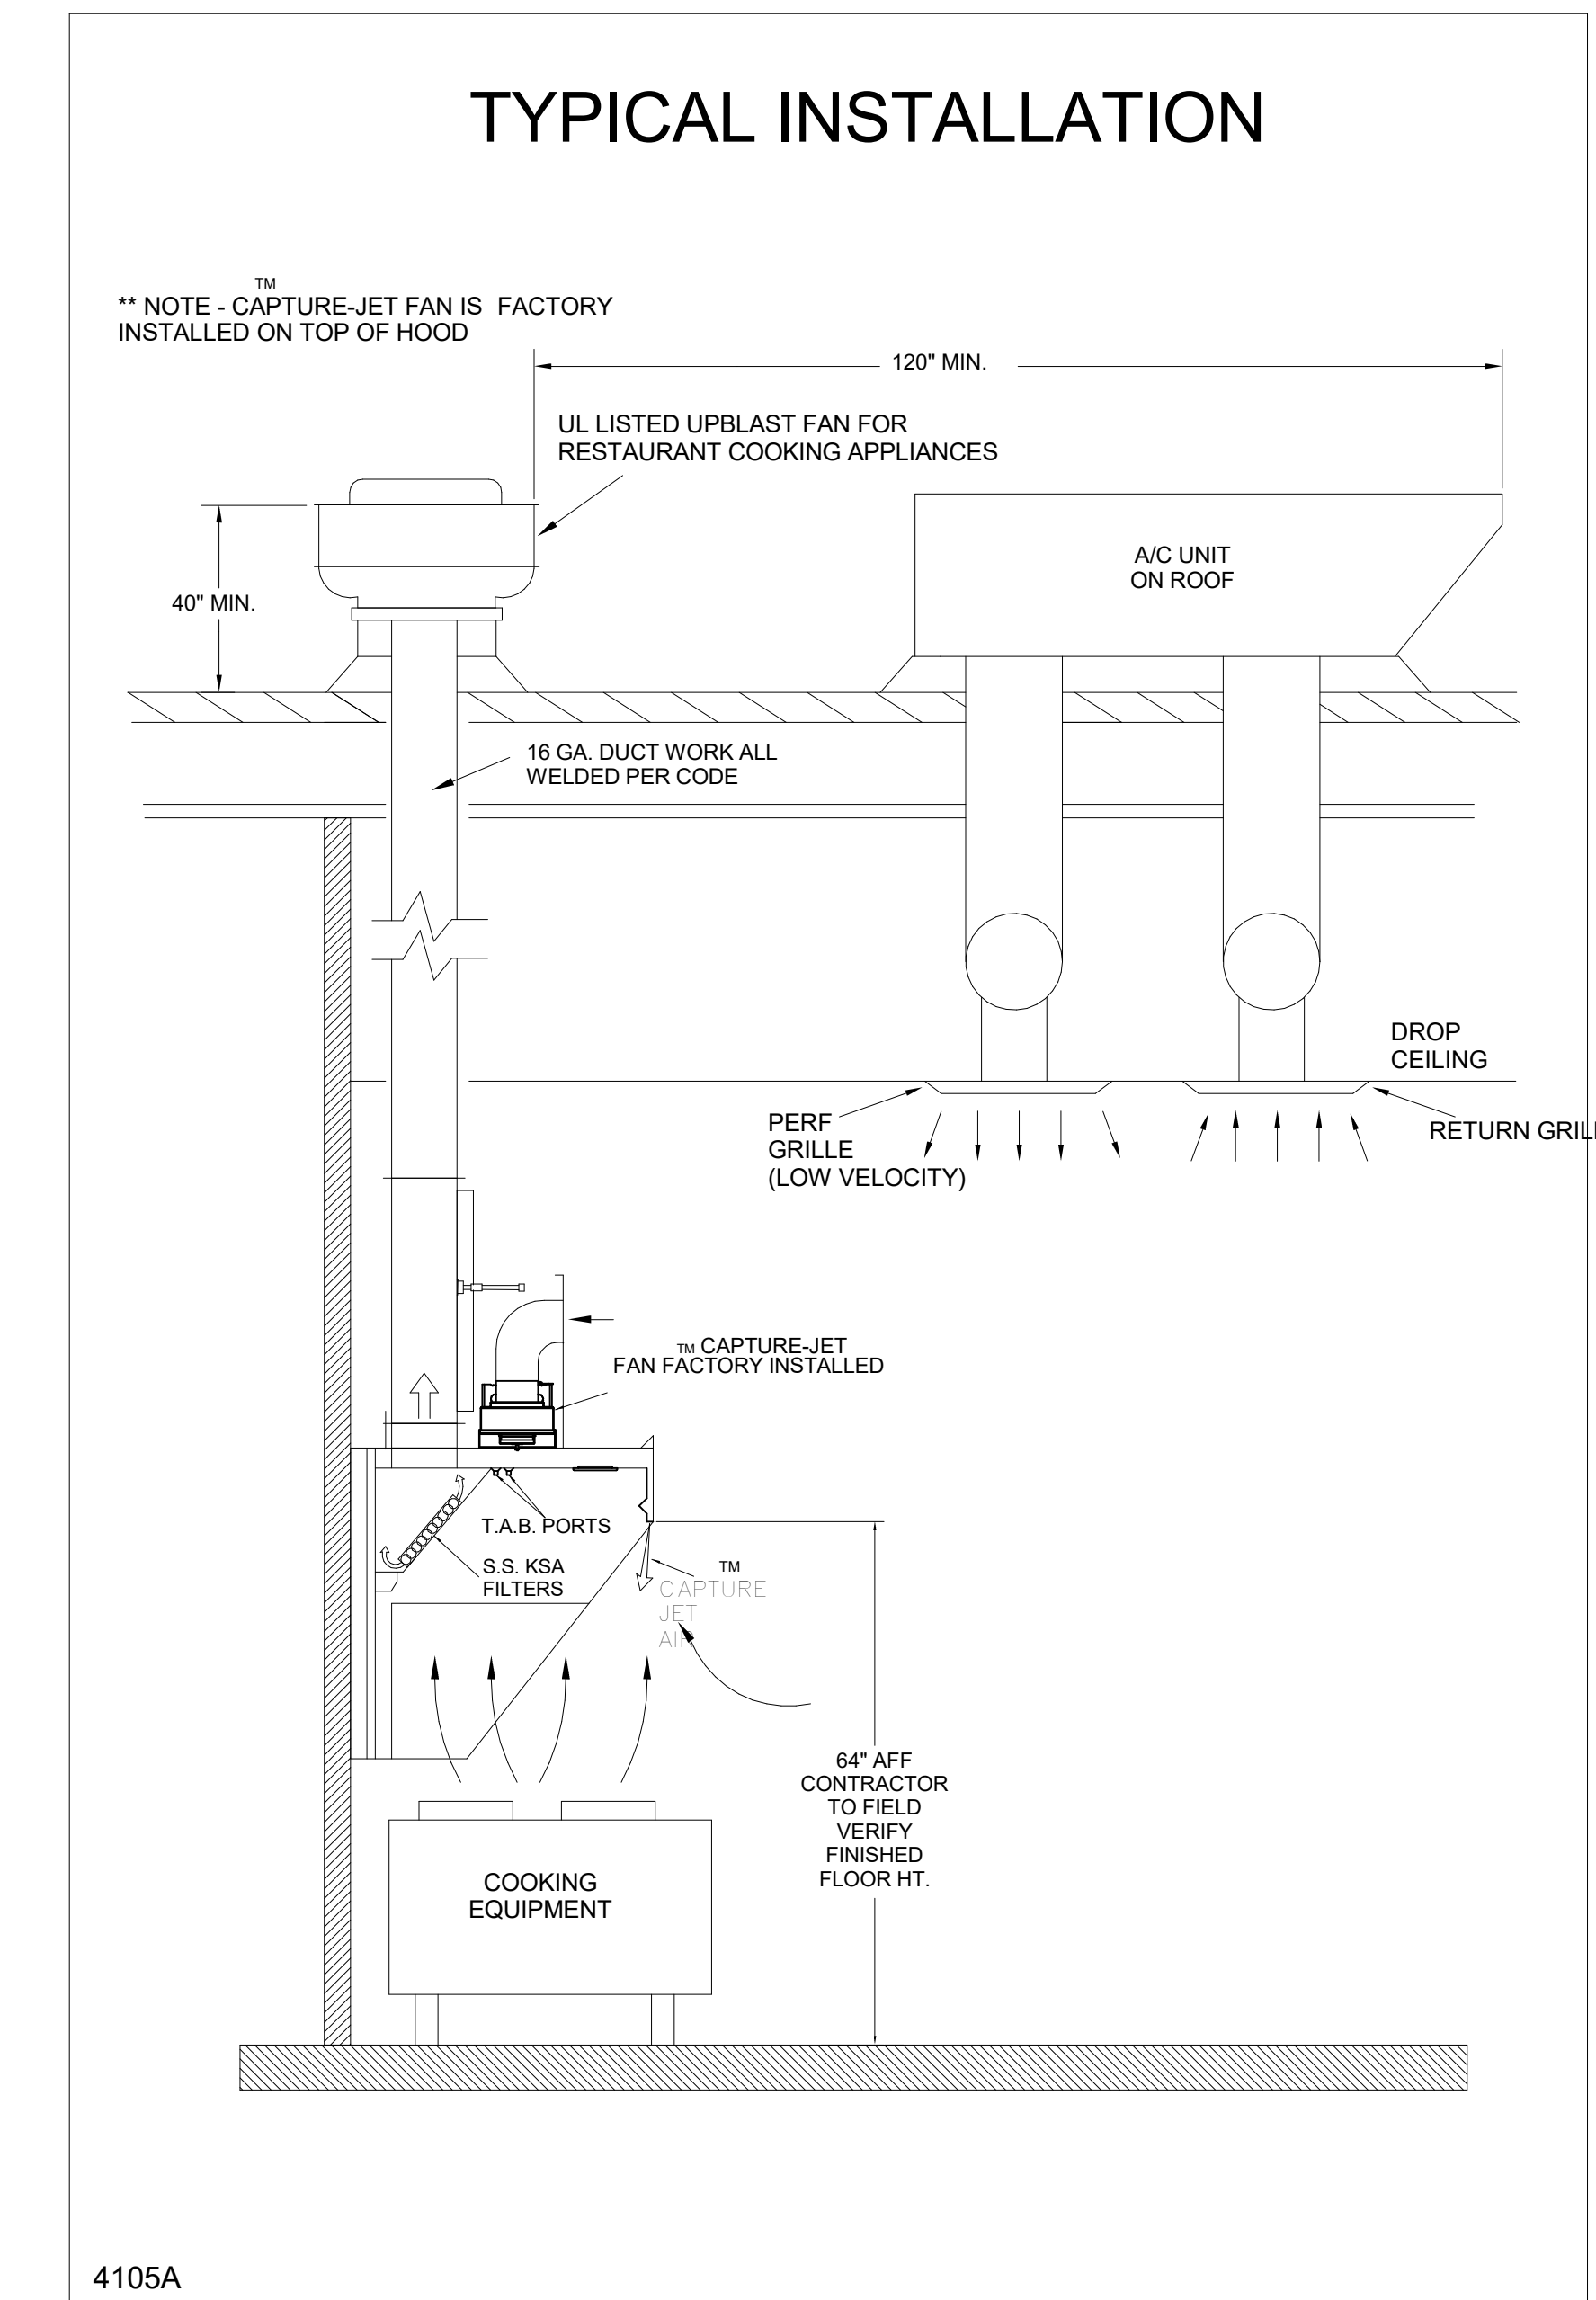 TYPICAL INSTALLATION
TM
** NOTE - CAPTURE-JET FAN IS FACTORY
INSTALLED ON TOP OF HOOD
120" MIN.
UL LISTED UPBLAST FAN FOR
RESTAURANT COOKING APPLIANCES
A/C UNIT
ON ROOF
40" MIN.
16 GA. DUCT WORK ALL
WELDED PER CODE
DROP
CEILING
PERF
GRILLE
(LOW VELOCITY)
RETURN GRILL
TM CAPTURE-JET
FAN FACTORY INSTALLED
T.A.B. PORTS
S.S. KSA
FILTERS
TM
CAPTURE
JET
AIR
64" AFF
CONTRACTOR
TO FIELD
VERIFY
FINISHED
FLOOR HT.
COOKING
EQUIPMENT
4105A